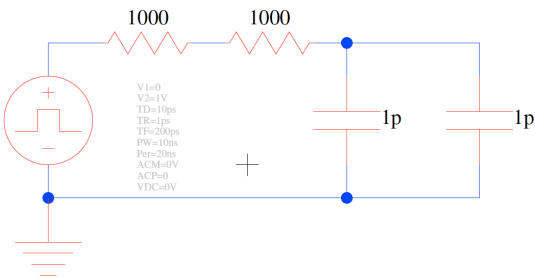 1000 1000
V1=0
V2=1V
TD=10ps
TR=1ps
TF=200ps
PW=10ns
Per=20ns
ACM=0V
ACP=0
VDC=0V
1p 1p